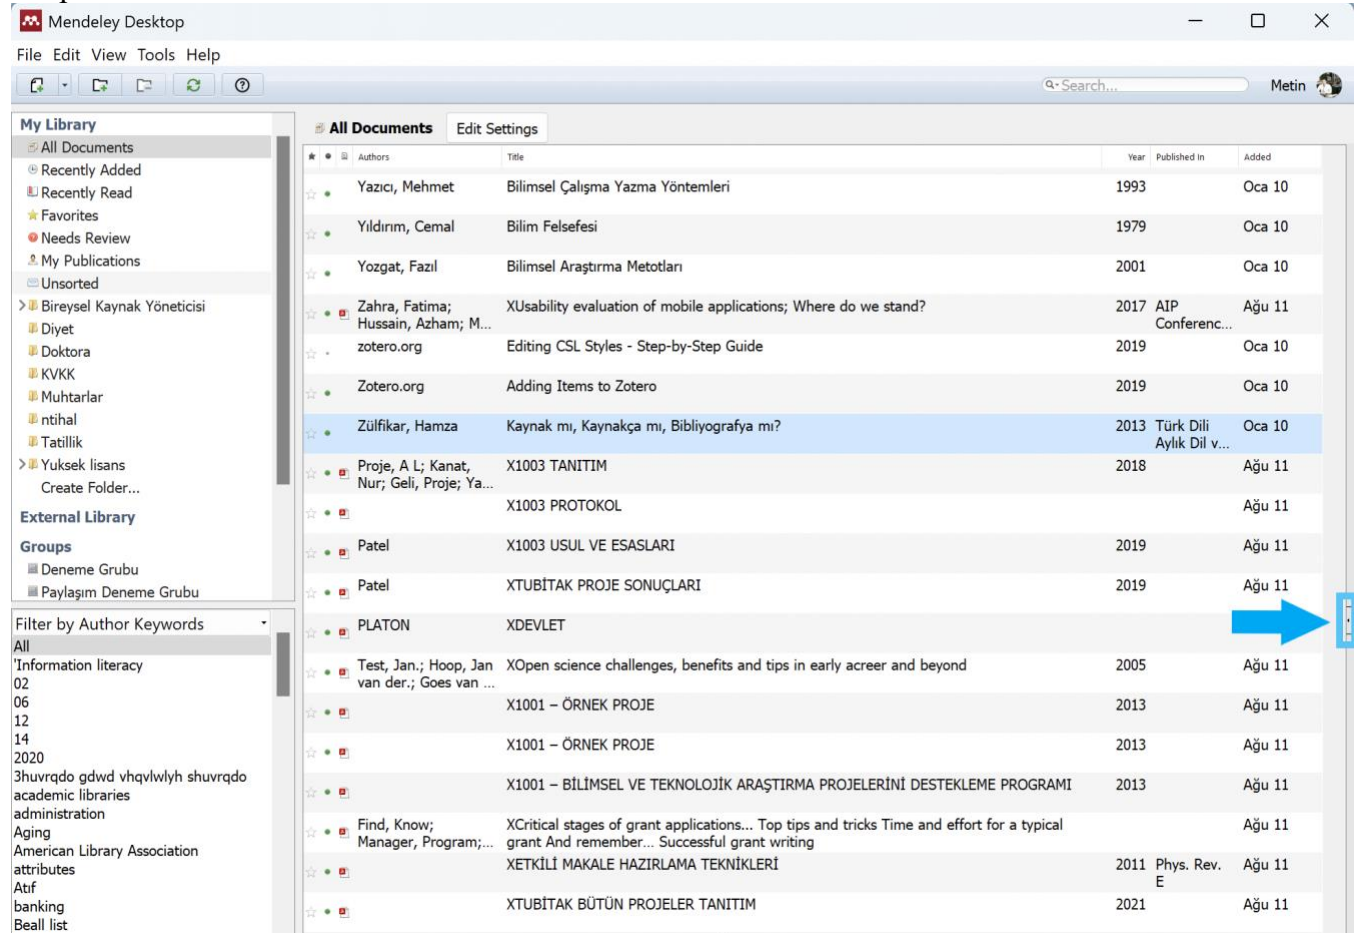 Mendeley Desktop
File Edit View Tools Help
Search...
Metin
My Library
All Documents
Recently Added
Recently Read
Favorites
Needs Review
My Publications
Unsorted
Bireysel Kaynak Yöneticisi
Diyet
Doktora
KVKK
Muhtarlar
ntihal
Tatillik
Yuksek lisans
Create Folder...
External Library
Groups
Deneme Grubu
Paylaşım Deneme Grubu
Filter by Author Keywords
All
'Information literacy
02
06
12
14
2020
3huvrqdo gdwd vhqvlwlyh shuvrqdo
academic libraries
administration
Aging
American Library Association
attributes
Atıf
banking
Beall list
All Documents Edit Settings
Authors Title Year Published In Added
Yazıcı, Mehmet Bilimsel Çalışma Yazma Yöntemleri 1993 Oca 10
Yıldırım, Cemal Bilim Felsefesi 1979 Oca 10
Yozgat, Fazıl Bilimsel Araştırma Metotları 2001 Oca 10
Zahra, Fatima; XUsability evaluation of mobile applications; Where do we stand? 2017 AIP Ağu 11
Hussain, Azham; M... Conferenc...
zotero.org Editing CSL Styles - Step-by-Step Guide 2019 Oca 10
Zotero.org Adding Items to Zotero 2019 Oca 10
Zülfikar, Hamza Kaynak mı, Kaynakça mı, Bibliyografya mı? 2013 Türk Dili Oca 10
Aylık Dil v...
Proje, A L; Kanat, X1003 TANITIM 2018 Ağu 11
Nur; Geli, Proje; Ya...
X1003 PROTOKOL Ağu 11
Patel X1003 USUL VE ESASLARI 2019 Ağu 11
Patel XTUBİTAK PROJE SONUÇLARI 2019 Ağu 11
PLATON XDEVLET
Test, Jan.; Hoop, Jan XOpen science challenges, benefits and tips in early acreer and beyond 2005 Ağu 11
van der.; Goes van ...
X1001 – ÖRNEK PROJE 2013 Ağu 11
X1001 – ÖRNEK PROJE 2013 Ağu 11
X1001 – BİLİMSEL VE TEKNOLOJİK ARAŞTIRMA PROJELERİNİ DESTEKLEME PROGRAMI 2013 Ağu 11
Find, Know; XCritical stages of grant applications... Top tips and tricks Time and effort for a typical Ağu 11
Manager, Program;... grant And remember... Successful grant writing
XETKİLİ MAKALE HAZIRLAMA TEKNİKLERİ 2011 Phys. Rev. Ağu 11
E
XTUBİTAK BÜTÜN PROJELER TANITIM 2021 Ağu 11